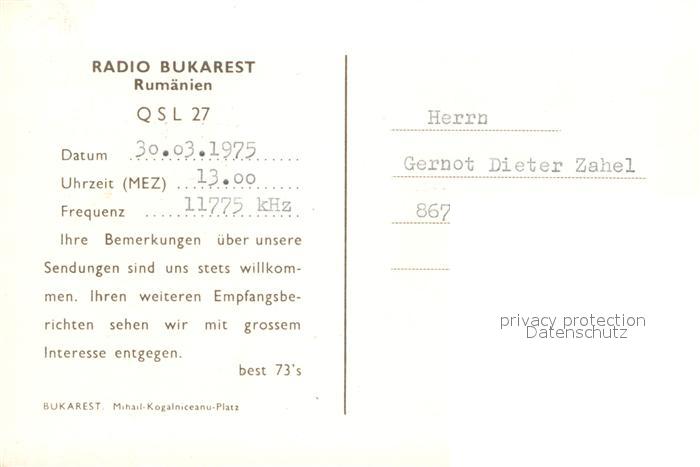 RADIO BUKAREST
Rumänien
QSL 27
Datum 30.03.1975
Uhrzeit (MEZ) 13.00
Frequenz 11775 kHz
Ihre Bemerkungen über unsere
Sendungen sind uns stets willkom-
men. Ihren weiteren Empfangsbe-
richten sehen wir mit grossem
Interesse entgegen.
best 73's
BUKAREST. Mihail-Kogalniceanu-Platz
Herrn
Gernot Dieter Zahel
867
privacy protection
Datenschutz